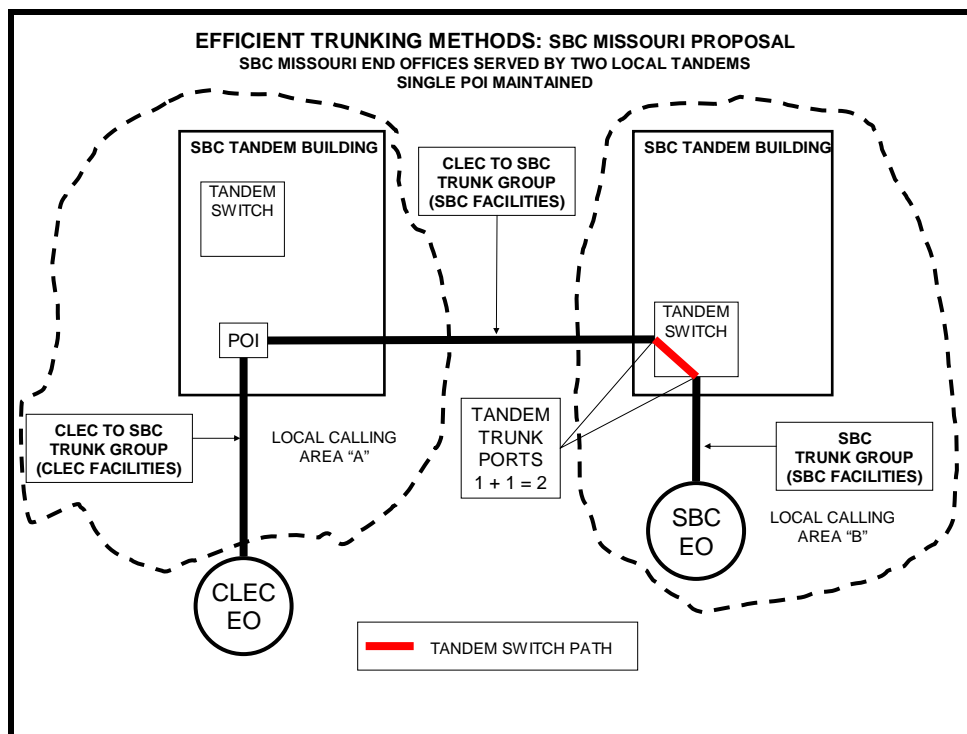 EFFICIENT TRUNKING METHODS: SBC MISSOURI PROPOSAL
SBC MISSOURI END OFFICES SERVED BY TWO LOCAL TANDEMS
SINGLE POI MAINTAINED
SBC TANDEM BUILDING
TANDEM
SWITCH
POI
CLEC TO SBC
TRUNK GROUP
(SBC FACILITIES)
SBC TANDEM BUILDING
TANDEM
SWITCH
CLEC TO SBC
TRUNK GROUP
(CLEC FACILITIES)
LOCAL CALLING
AREA “A”
TANDEM
TRUNK
PORTS
1 + 1 = 2
SBC
TRUNK GROUP
(SBC FACILITIES)
SBC
EO
LOCAL CALLING
AREA “B”
CLEC
EO
TANDEM SWITCH PATH